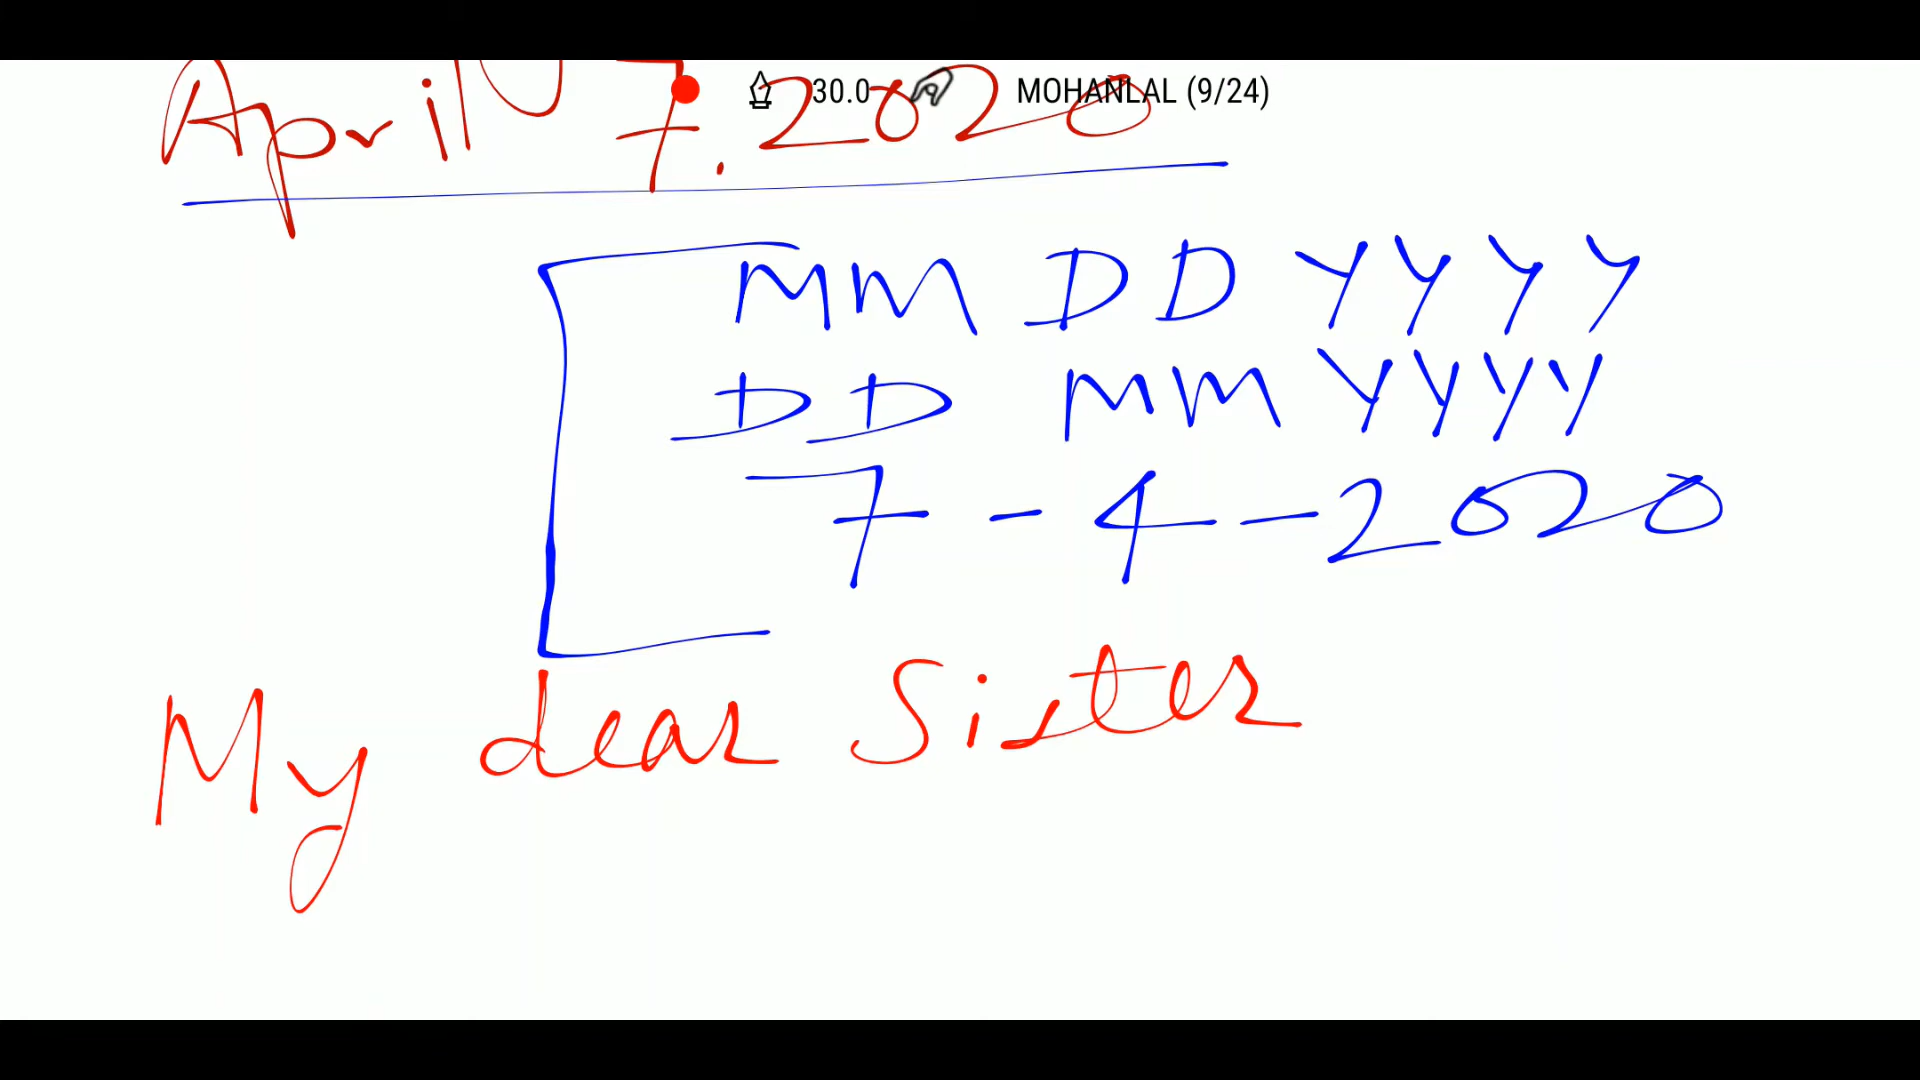 30.0 MOHANLAL (9/24)
April 7.2020
MM DD YYYY
DD MM YYYY
7-4-2020
My dear Sister